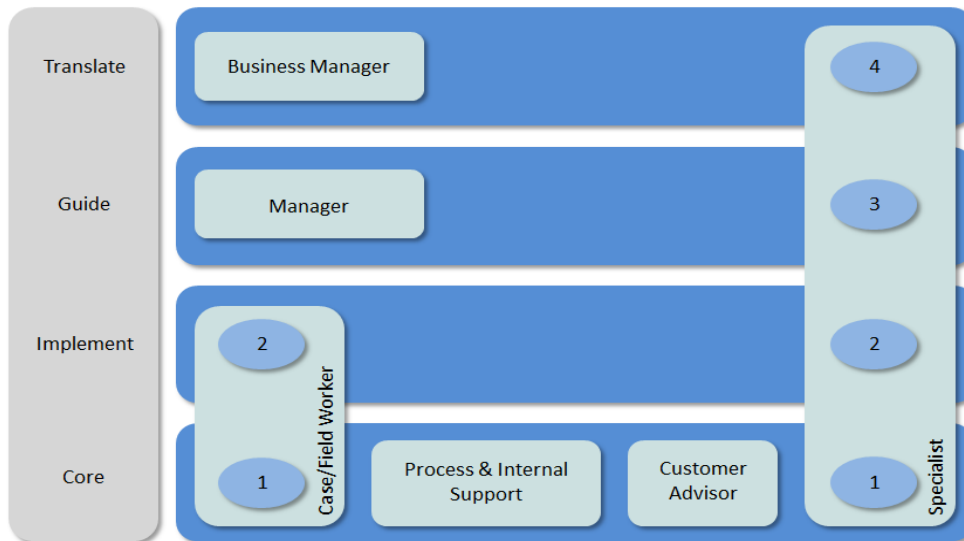 Translate
Business Manager
4
Guide
Manager
3
Implement
2
2
Core
1
Case/Field Worker
Process & Internal
Support
Customer
Advisor
1
Specialist